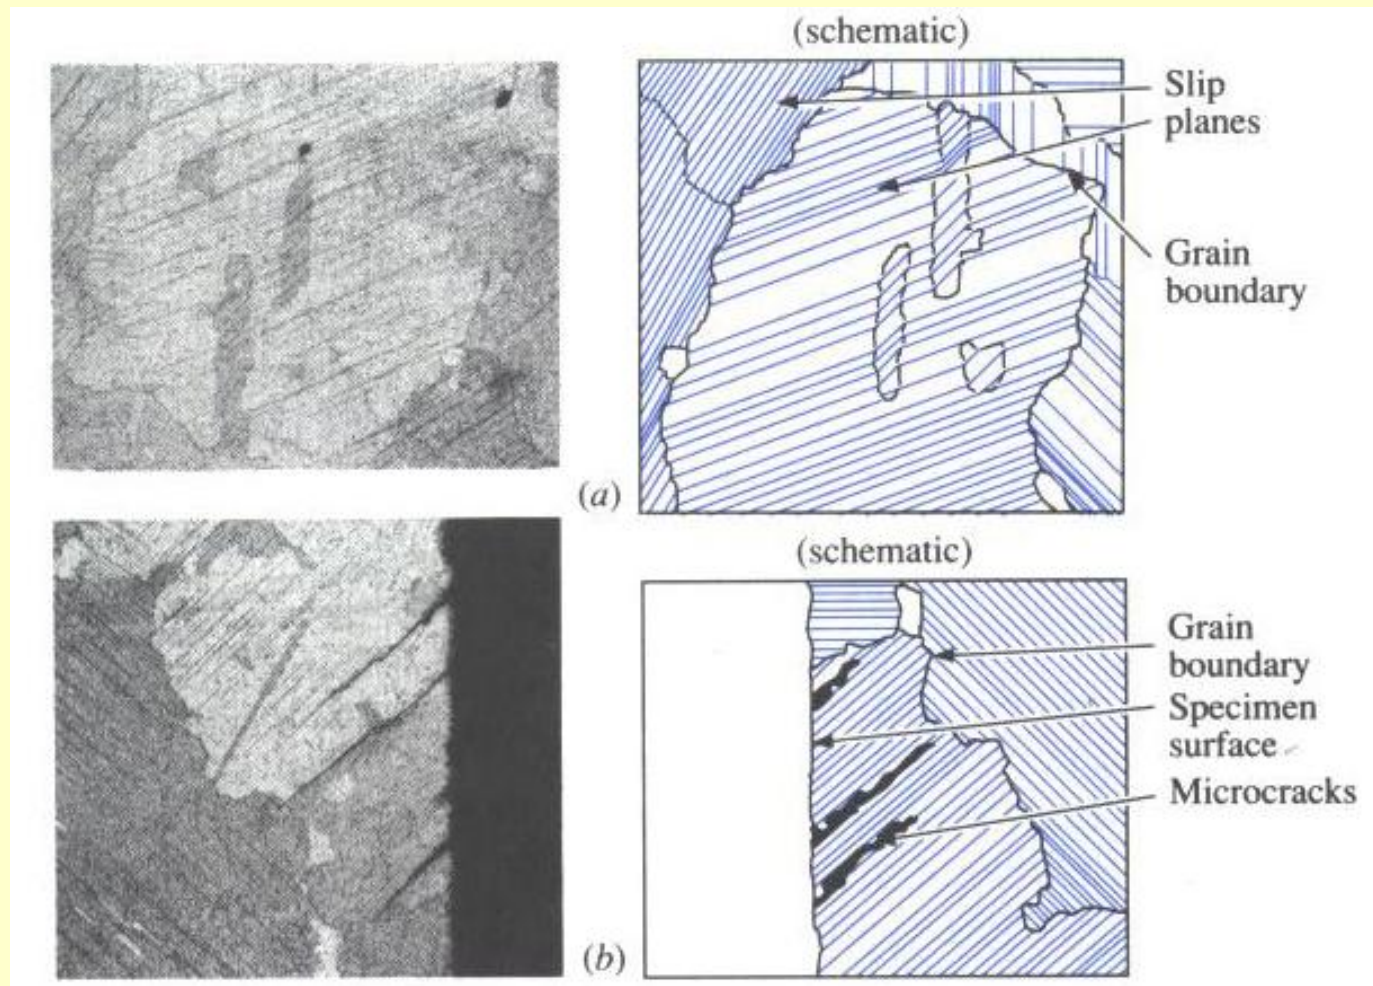 (schematic)
Slip
planes
Grain
boundary
(a)
(schematic)
Grain
boundary
Specimen
surface
Microcracks
(b)